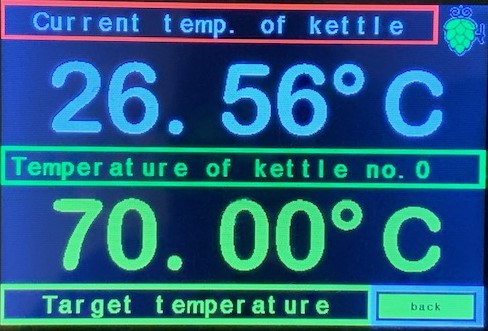 Current temp. of kettle
26.56°C
Temperature of kettle no.0
70.00°C
Target temperature
back